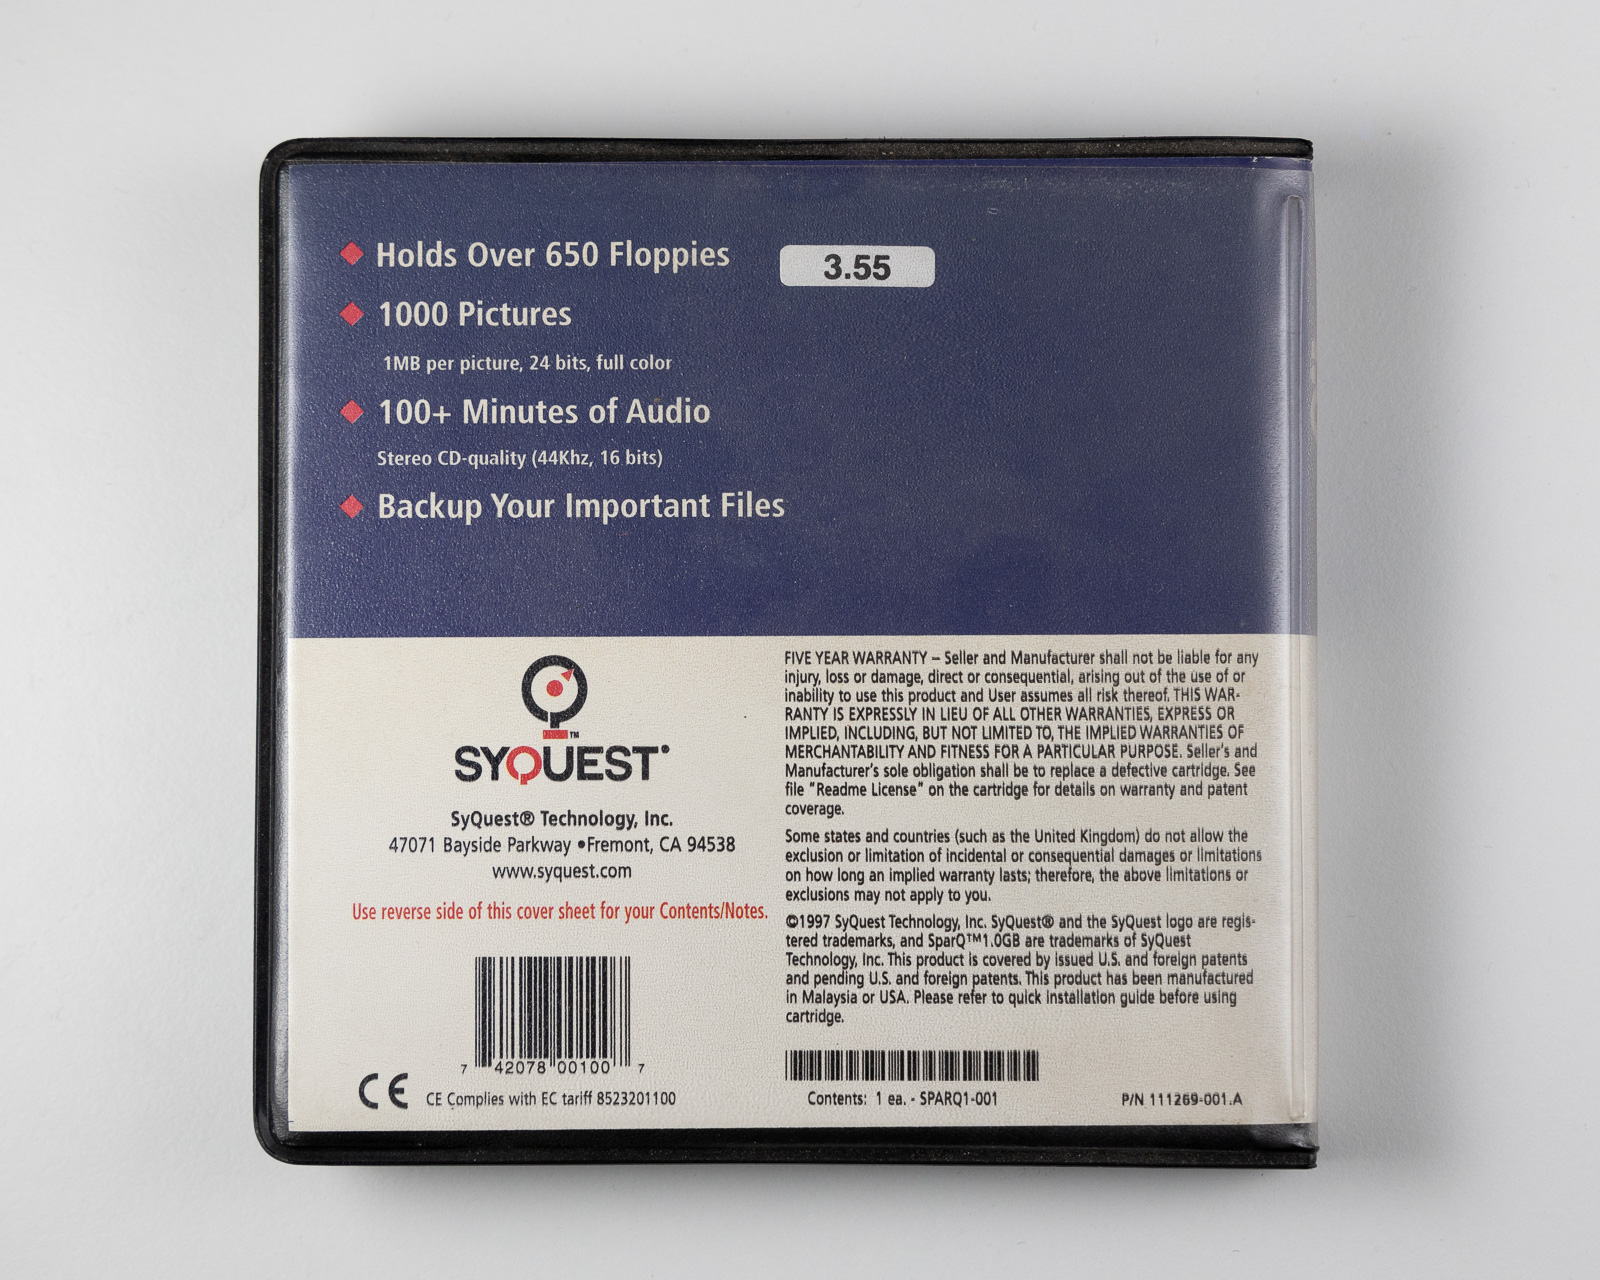 Holds Over 650 Floppies
3.55
1000 Pictures
1MB per picture, 24 bits, full color
100+ Minutes of Audio
Stereo CD-quality (44Khz, 16 bits)
Backup Your Important Files
SYQUEST
SyQuest® Technology, Inc.
47071 Bayside Parkway •Fremont, CA 94538
www.syquest.com
Use reverse side of this cover sheet for your Contents/Notes.
7 42078 00100 7
CE CE Complies with EC tariff 8523201100
FIVE YEAR WARRANTY – Seller and Manufacturer shall not be liable for any
injury, loss or damage, direct or consequential, arising out of the use of or
inability to use this product and User assumes all risk thereof. THIS WAR-
RANTY IS EXPRESSLY IN LIEU OF ALL OTHER WARRANTIES, EXPRESS OR
IMPLIED, INCLUDING, BUT NOT LIMITED TO, THE IMPLIED WARRANTIES OF
MERCHANTABILITY AND FITNESS FOR A PARTICULAR PURPOSE. Seller's and
Manufacturer's sole obligation shall be to replace a defective cartridge. See
file "Readme License" on the cartridge for details on warranty and patent
coverage.
Some states and countries (such as the United Kingdom) do not allow the
exclusion or limitation of incidental or consequential damages or limitations
on how long an implied warranty lasts; therefore, the above limitations or
exclusions may not apply to you.
©1997 SyQuest Technology, Inc. SyQuest® and the SyQuest logo are regis-
tered trademarks, and SparQ™1.0GB are trademarks of SyQuest
Technology, Inc. This product is covered by issued U.S. and foreign patents
and pending U.S. and foreign patents. This product has been manufactured
in Malaysia or USA. Please refer to quick installation guide before using
cartridge.
Contents: 1 ea. - SPARQ1-001
P/N 111269-001.A